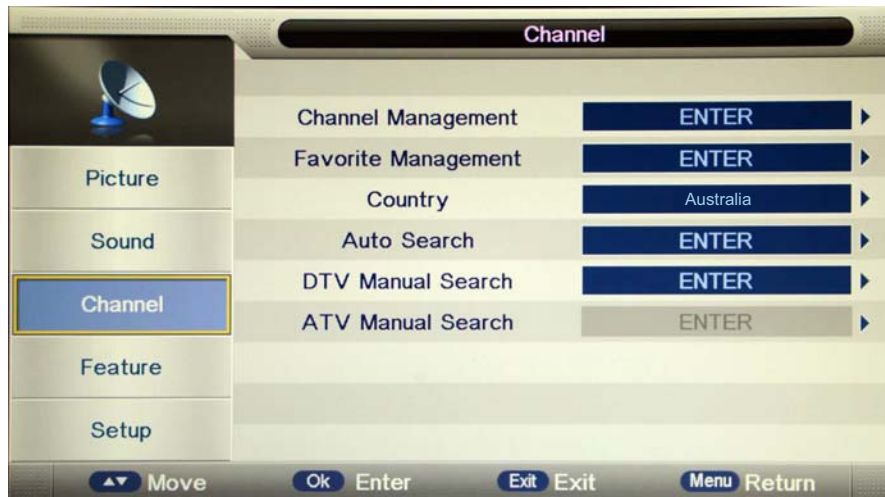 Channel
Channel Management ENTER
Favorite Management ENTER
Picture
Country Australia
Sound
Auto Search ENTER
DTV Manual Search ENTER
Channel
ATV Manual Search ENTER
Feature
Setup
Move Ok Enter Exit Exit Menu Return